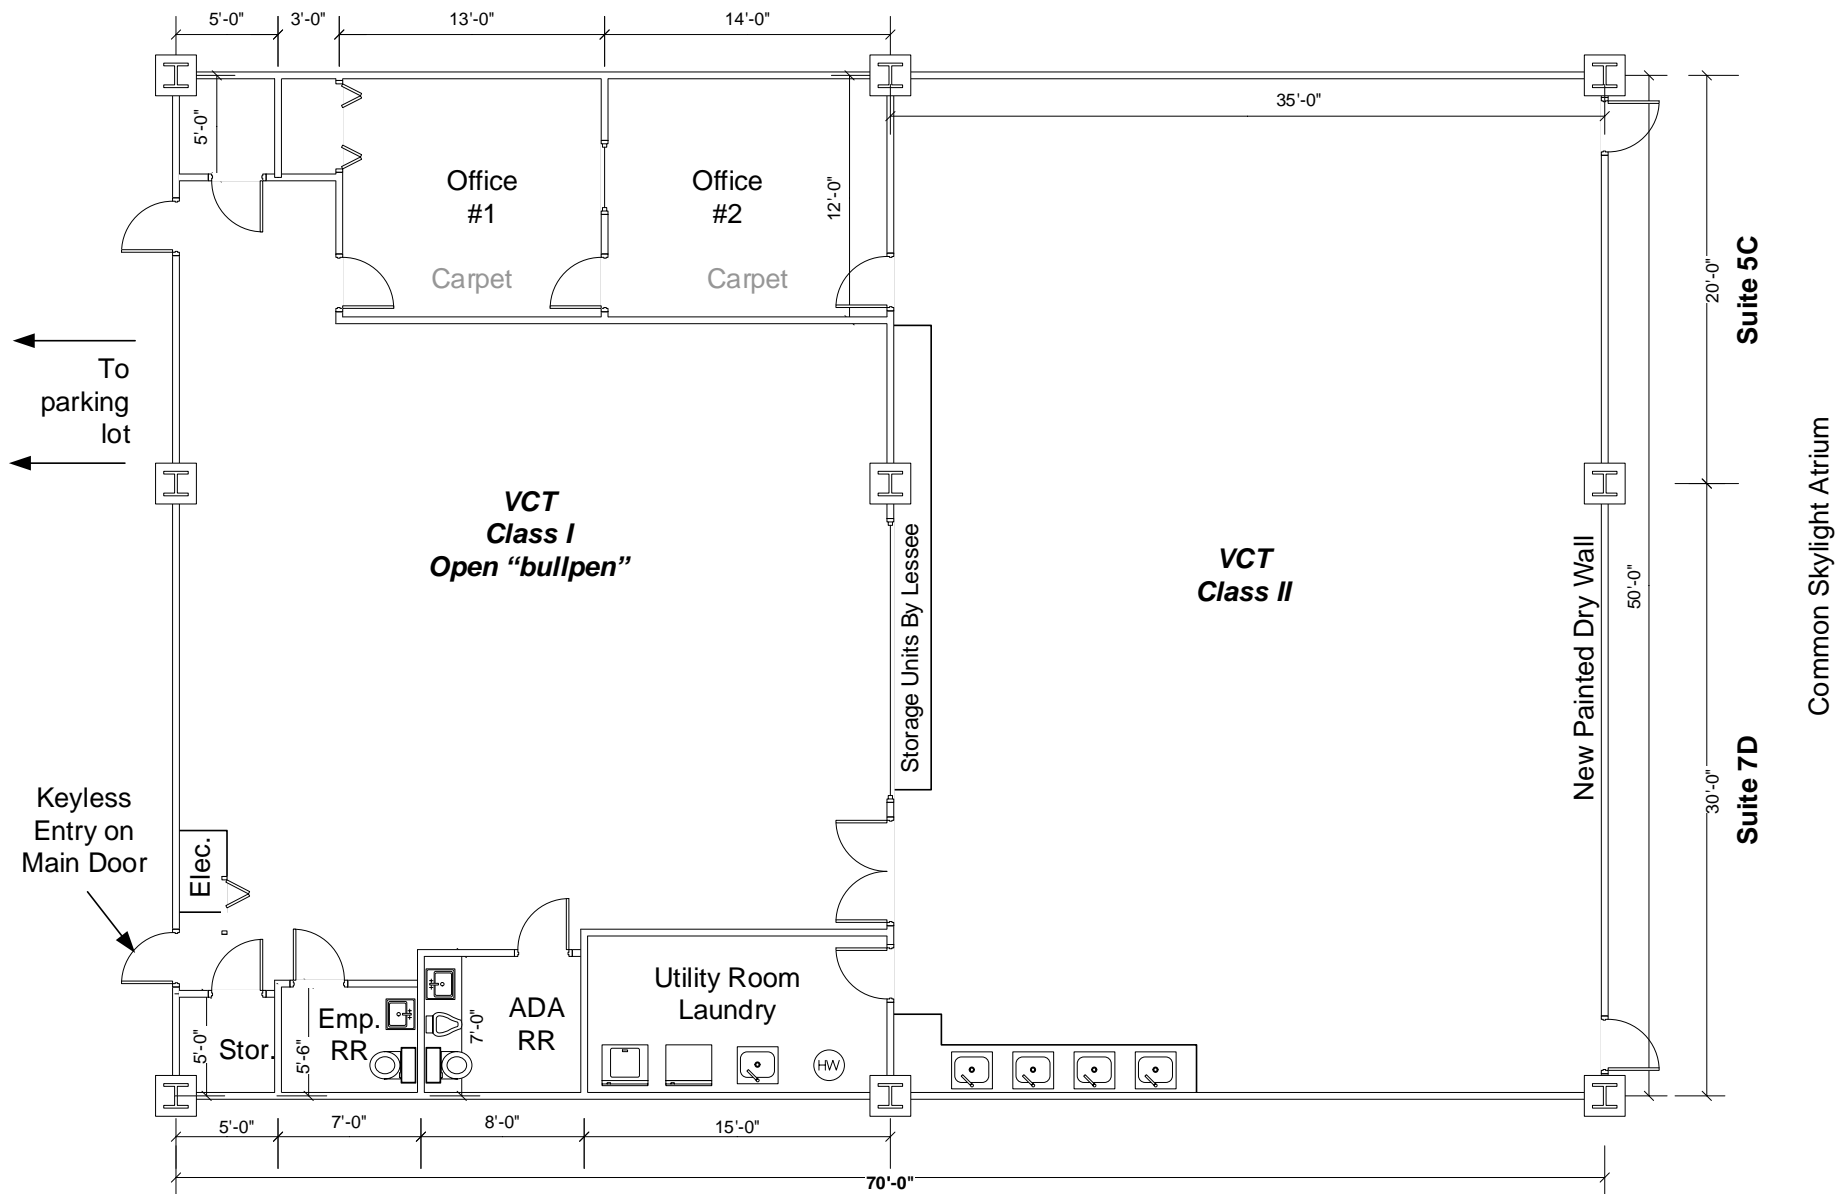 5'-0"
3'-0"
13'-0"
14'-0"
35'-0"
5'-0"
12'-0"
Office
#1
Office
#2
Carpet
Carpet
20'-0"
Suite 5C
To
parking
lot
VCT
Class I
Open “bullpen”
Storage Units By Lessee
VCT
Class II
New Painted Dry Wall
50'-0"
Common Skylight Atrium
30'-0"
Suite 7D
Keyless
Entry on
Main Door
Elec.
5'-0"
Stor.
5'-6"
Emp.
RR
7'-0"
ADA
RR
Utility Room
Laundry
HW
5'-0"
7'-0"
8'-0"
15'-0"
70'-0"